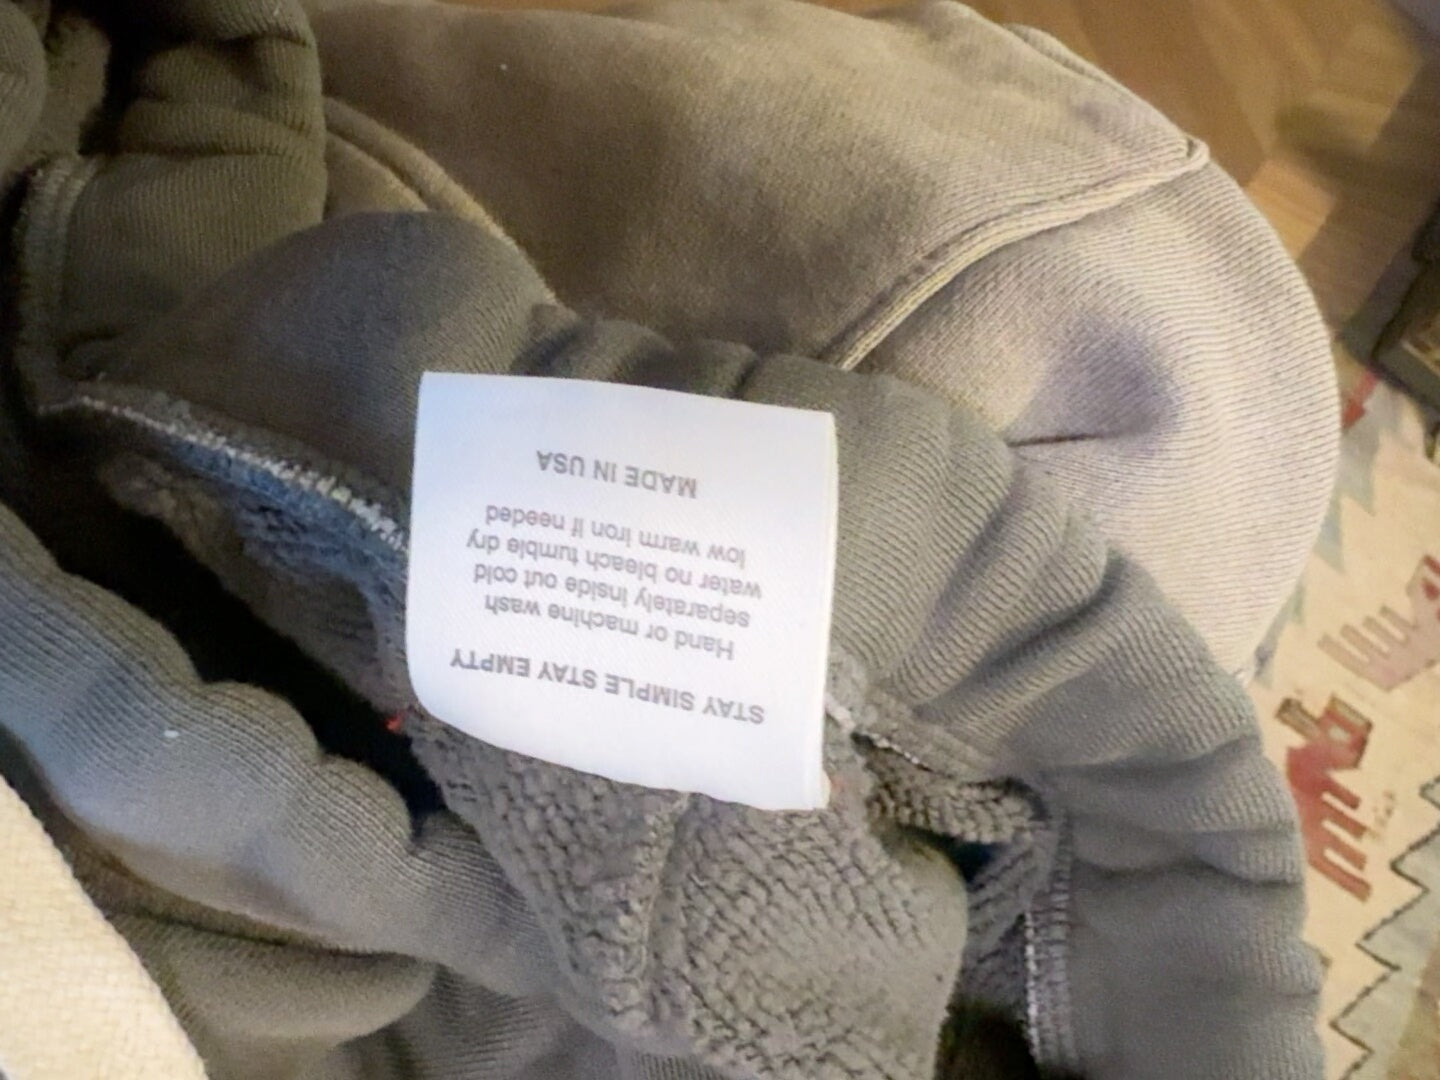 STAY SIMPLE STAY EMPTY
Hand or machine wash
separately inside out cold
water no bleach tumble dry
low warm iron if needed
MADE IN USA